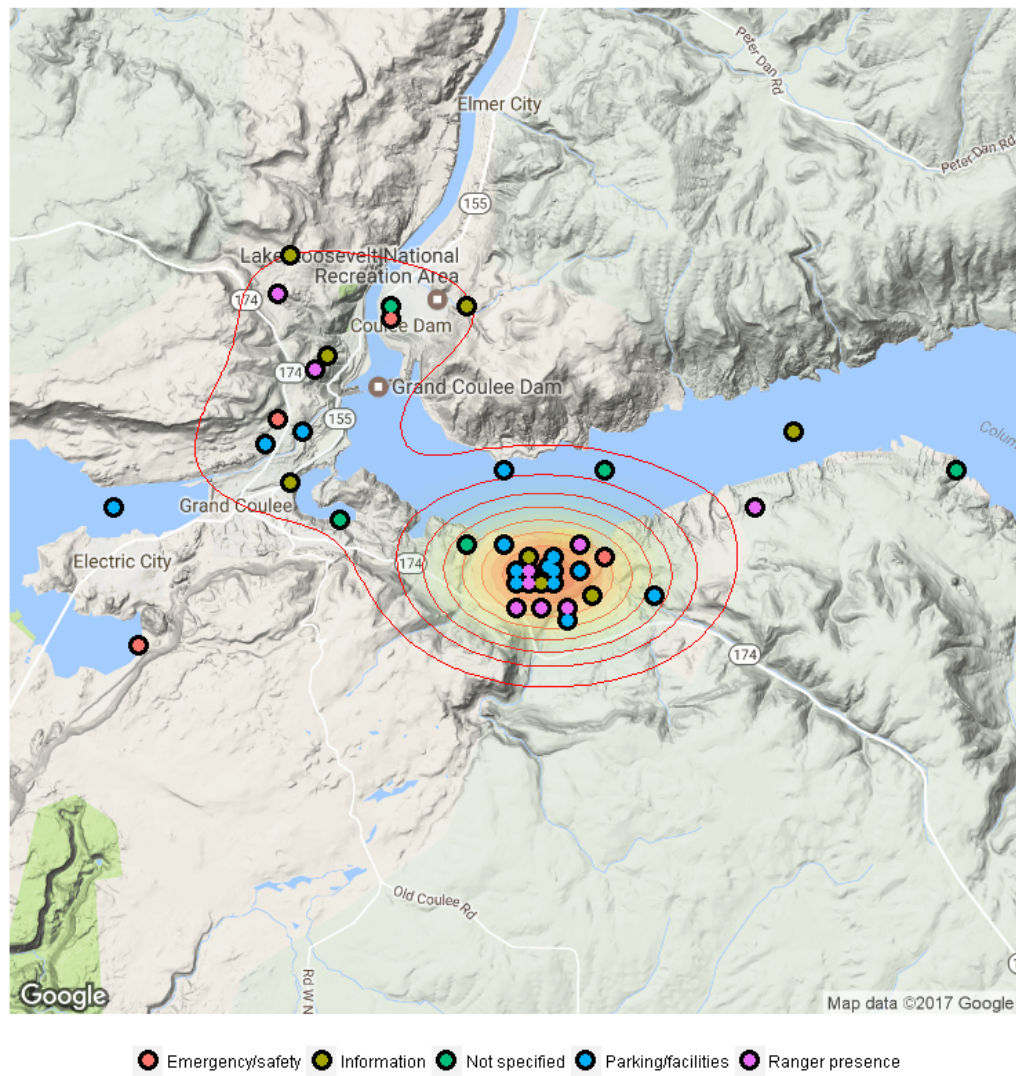 Peter Dan Rd
Elmer City
Peter Dan Rd
155
Lake Roosevelt National
Recreation Area
174
Coulee Dam
174
Grand Coulee Dam
155
Grand Coulee
Electric City
174
174
Old Coulee Rd
Rd W N
Google
Map data ©2017 Google
Emergency/safety Information Not specified Parking/facilities Ranger presence